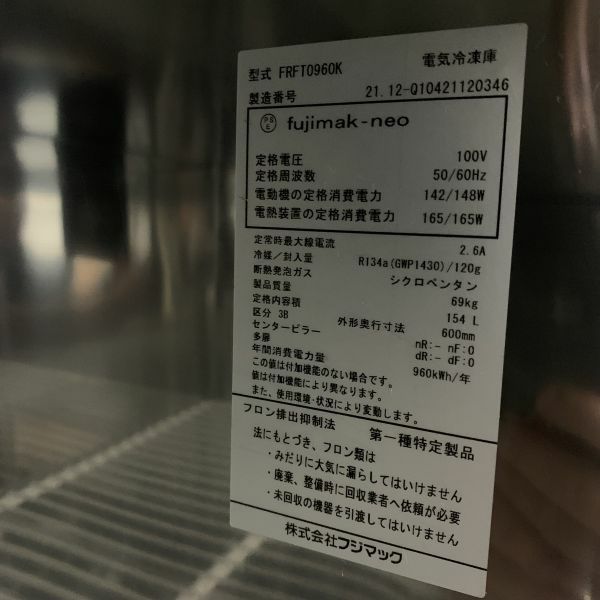 型式 FRFT0960K 電気冷凍庫
製造番号 21.12-Q10421120346
PSE fujimak-neo
定格電圧 100V
定格周波数 50/60Hz
電動機の定格消費電力 142/148W
電熱装置の定格消費電力 165/165W
定常時最大線電流 2.6A
冷媒/封入量 R134a(GWP1430)/120g
断熱発泡ガス シクロペンタン
製品質量 69kg
定格内容積 154 L
区分 3B 外形奥行寸法 600mm
センターピラー nR:- nF:0
多扉 dR:- dF:0
年間消費電力量 960kWh/年
この値は付加機能のない場合です。
値は付加機能により異なります。
また、使用環境・状況により変動します。
フロン排出抑制法 第一種特定製品
法にもとづき、フロン類は
・みだりに大気に漏らしてはいけません
・廃棄、整備時に回収業者へ依頼が必要
・未回収の機器を引渡してはいけません
株式会社フジマック